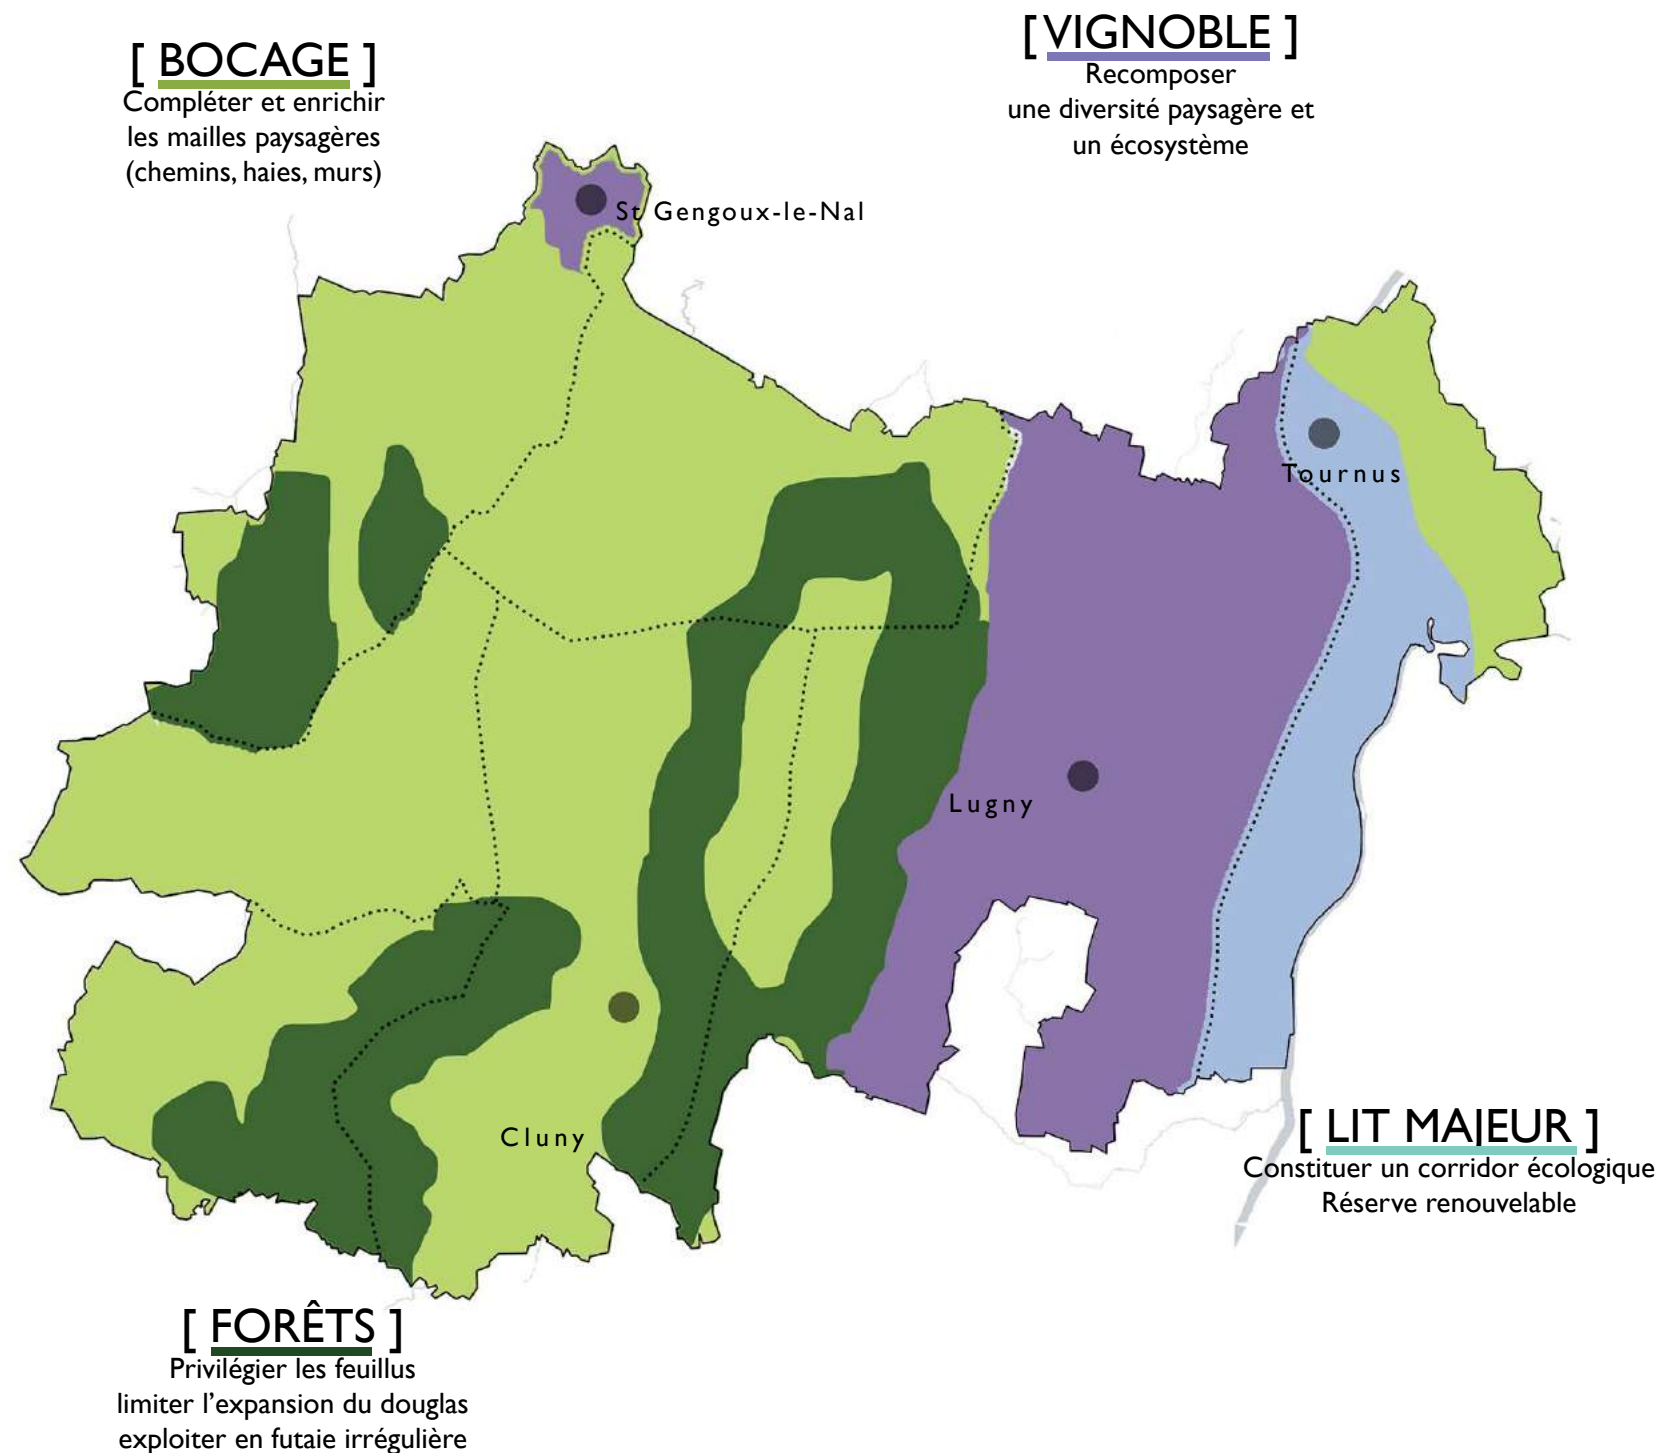 [ BOCAGE ]
Compléter et enrichir
les mailles paysagères
(chemins, haies, murs)
[ VIGNOBLE ]
Recomposer
une diversité paysagère et
un écosystème
St Gengoux-le-Nal
Tournus
Lugny
Cluny
[ LIT MAJEUR ]
Constituer un corridor écologique
Réserve renouvelable
[ FORÊTS ]
Privilégier les feuillus
limiter l’expansion du douglas
exploiter en futaie irrégulière